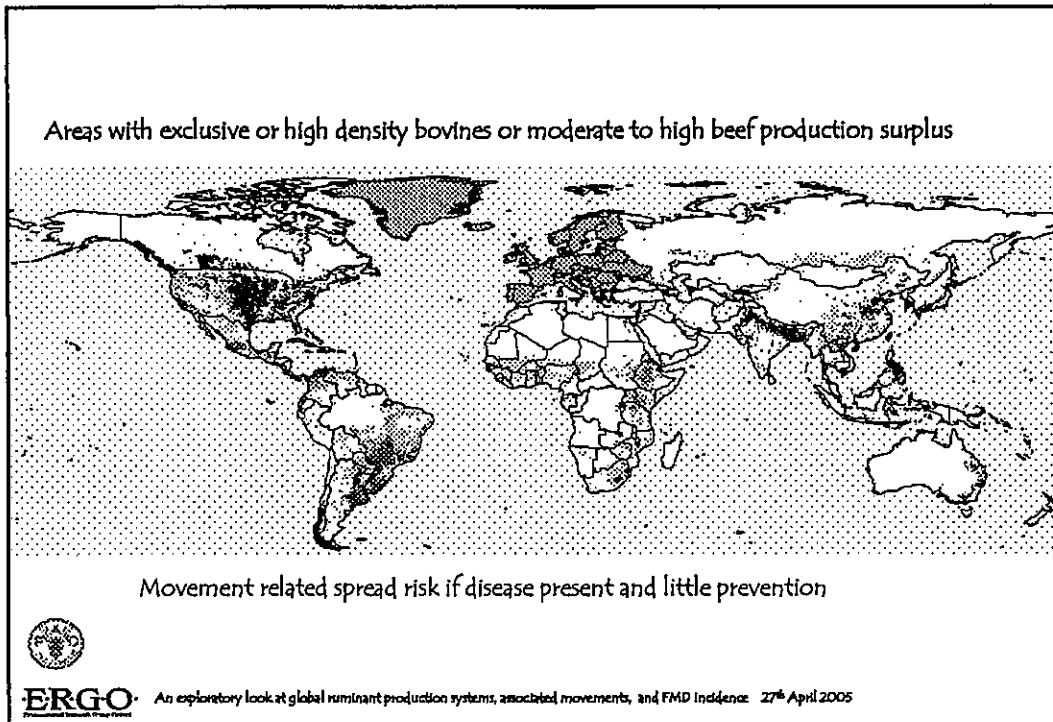 Areas with exclusive or high density bovines or moderate to high beef production surplus
Movement related spread risk if disease present and little prevention
ERGO An exploratory look at global ruminant production systems, associated movements, and FMD Incidence 27th April 2005